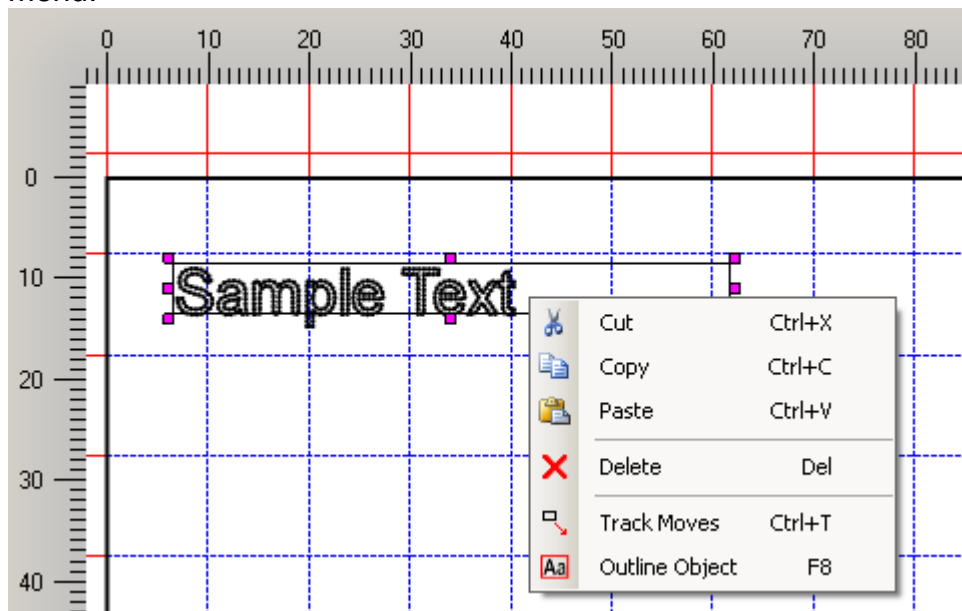 menu.
0 10 20 30 40 50 60 70 80
0
10
Sample Text
Cut Ctrl+X
Copy Ctrl+C
20
Paste Ctrl+V
Delete Del
30
Track Moves Ctrl+T
Aa Outline Object F8
40